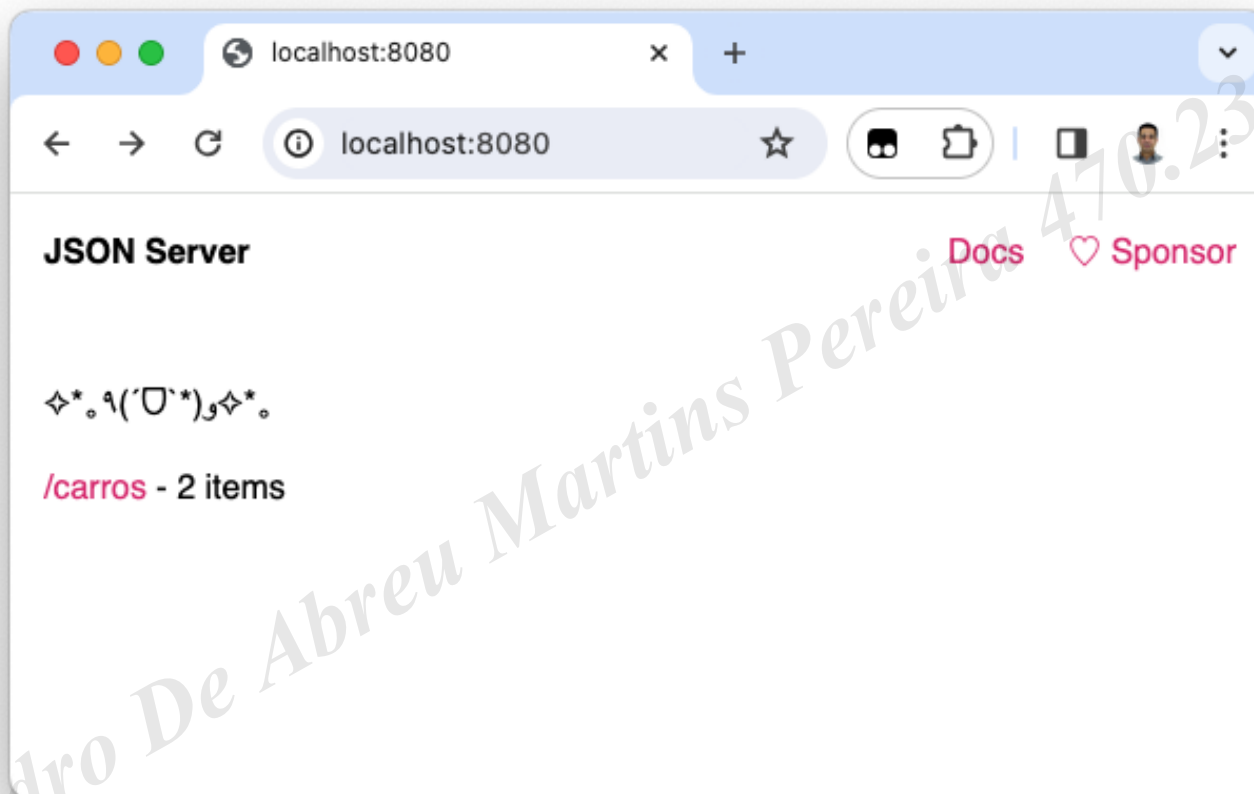 localhost:8080
localhost:8080
JSON Server
Docs
♡ Sponsor
✧*｡٩(ˊᗜˋ*)و✧*｡
/carros - 2 items
dro De Abreu Martins Pereira 470.23